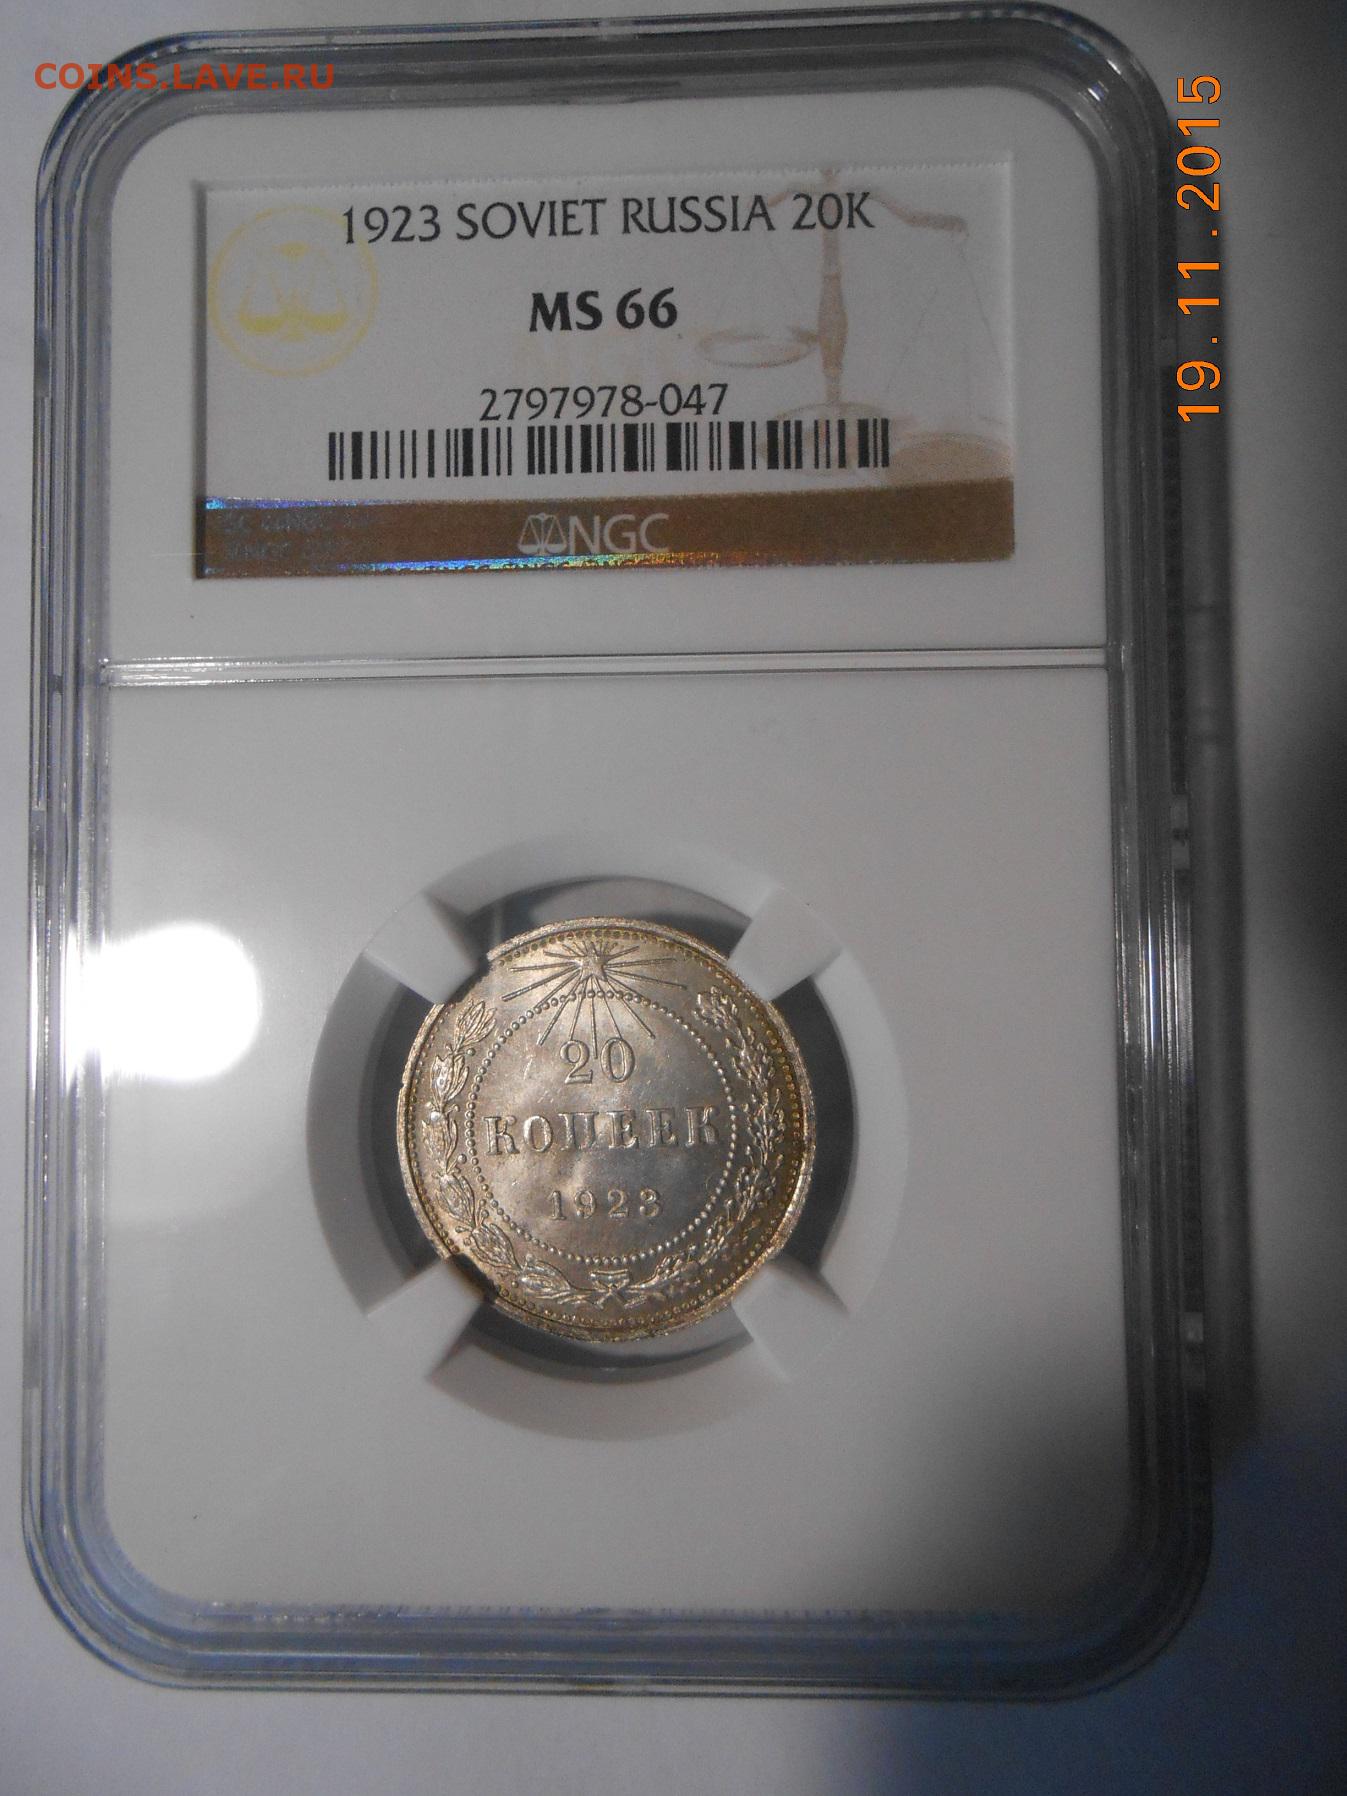 COINS.LAVE.RU
19.11.2015
1923 SOVIET RUSSIA 20K
MS 66
2797978-047
NGC
20
КОПЕЕК
1923